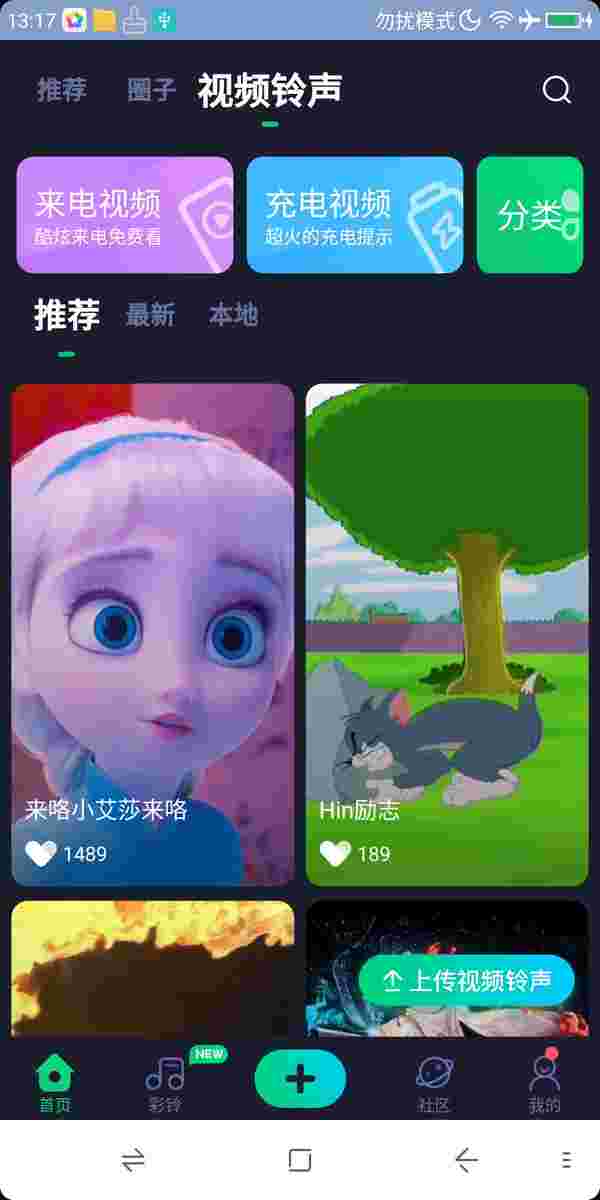 13:17 勿扰模式
推荐 圈子 视频铃声
来电视频 充电视频 分类
酷炫来电免费看 超火的充电提示
推荐 最新 本地
来咯小艾莎来咯 Hin励志
1489 189
上传视频铃声
NEW
首页 彩铃 社区 我的